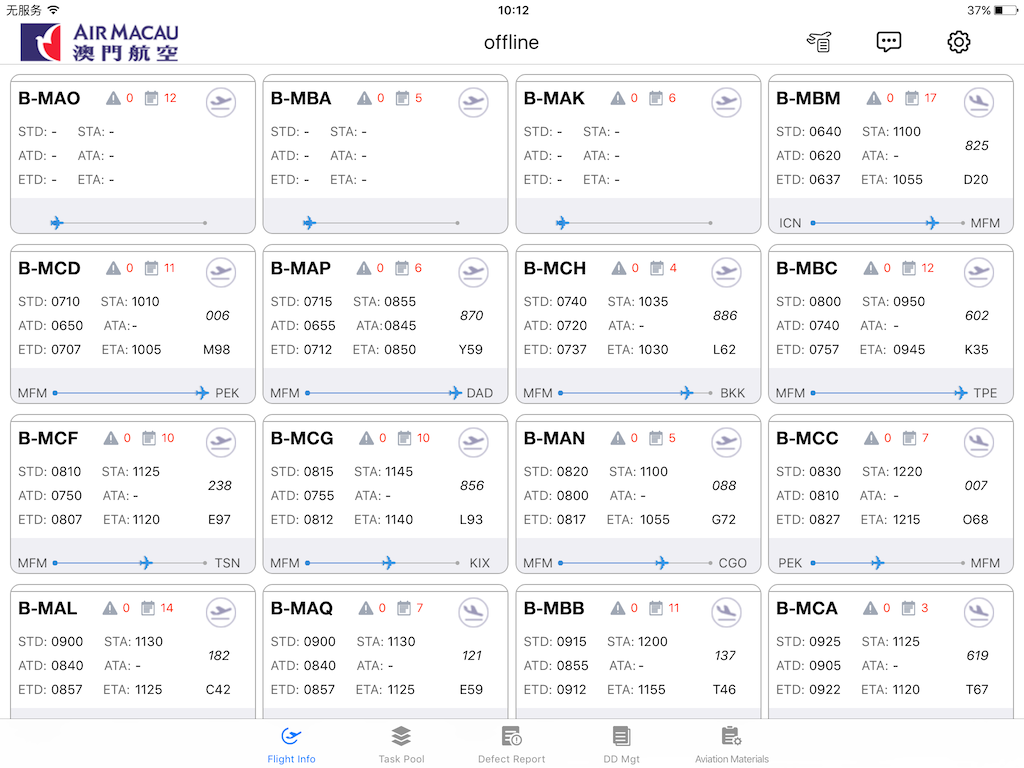 无服务 10:12 37%
AIR MACAU
澳門航空
offline
B-MAO 0 12
STD: - STA: -
ATD: - ATA: -
ETD: - ETA: -
B-MBA 0 5
STD: - STA: -
ATD: - ATA: -
ETD: - ETA: -
B-MAK 0 6
STD: - STA: -
ATD: - ATA: -
ETD: - ETA: -
B-MBM 0 17
STD: 0640 STA: 1100
825
ATD: 0620 ATA: -
ETD: 0637 ETA: 1055 D20
ICN MFM
B-MCD 0 11
STD: 0710 STA: 1010
006
ATD: 0650 ATA: -
ETD: 0707 ETA: 1005 M98
MFM PEK
B-MAP 0 6
STD: 0715 STA: 0855
870
ATD: 0655 ATA: 0845
ETD: 0712 ETA: 0850 Y59
MFM DAD
B-MCH 0 4
STD: 0740 STA: 1035
886
ATD: 0720 ATA: -
ETD: 0737 ETA: 1030 L62
MFM BKK
B-MBC 0 12
STD: 0800 STA: 0950
602
ATD: 0740 ATA: -
ETD: 0757 ETA: 0945 K35
MFM TPE
B-MCF 0 10
STD: 0810 STA: 1125
238
ATD: 0750 ATA: -
ETD: 0807 ETA: 1120 E97
MFM TSN
B-MCG 0 10
STD: 0815 STA: 1145
856
ATD: 0755 ATA: -
ETD: 0812 ETA: 1140 L93
MFM KIX
B-MAN 0 5
STD: 0820 STA: 1100
088
ATD: 0800 ATA: -
ETD: 0817 ETA: 1055 G72
MFM CGO
B-MCC 0 7
STD: 0830 STA: 1220
007
ATD: 0810 ATA: -
ETD: 0827 ETA: 1215 O68
PEK MFM
B-MAL 0 14
STD: 0900 STA: 1130
182
ATD: 0840 ATA: -
ETD: 0857 ETA: 1125 C42
B-MAQ 0 7
STD: 0900 STA: 1130
121
ATD: 0840 ATA: -
ETD: 0857 ETA: 1125 E59
B-MBB 0 11
STD: 0915 STA: 1200
137
ATD: 0855 ATA: -
ETD: 0912 ETA: 1155 T46
B-MCA 0 3
STD: 0925 STA: 1125
619
ATD: 0905 ATA: -
ETD: 0922 ETA: 1120 T67
Flight Info Task Pool Defect Report DD Mgt Aviation Materials